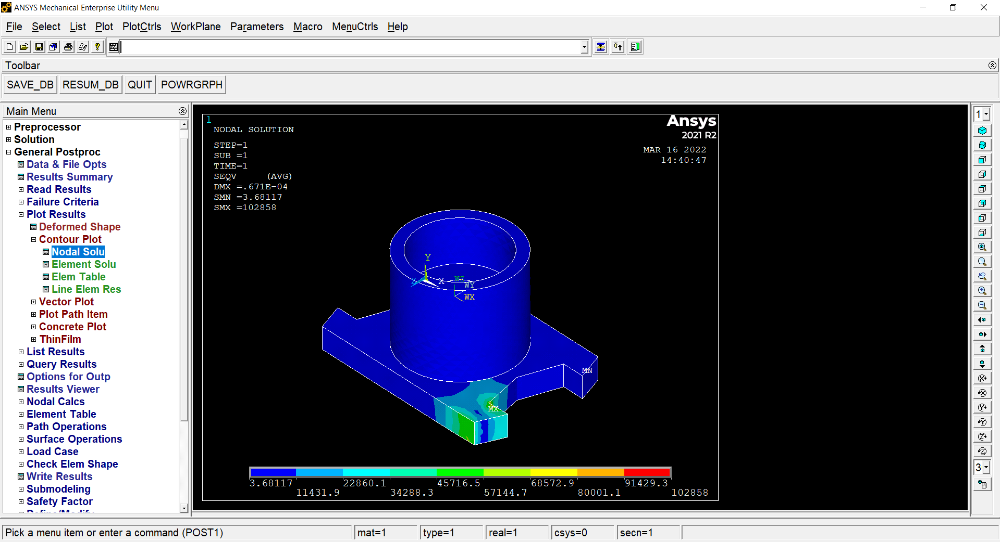 ANSYS Mechanical Enterprise Utility Menu
File Select List Plot PlotCtrls WorkPlane Parameters Macro MenuCtrls Help
Toolbar
SAVE_DB RESUM_DB QUIT POWRGRPH
Main Menu
Preprocessor
Solution
General Postproc
Data & File Opts
Results Summary
Read Results
Failure Criteria
Plot Results
Deformed Shape
Contour Plot
Nodal Solu
Element Solu
Elem Table
Line Elem Res
Vector Plot
Plot Path Item
Concrete Plot
ThinFilm
List Results
Query Results
Options for Outp
Results Viewer
Nodal Calcs
Element Table
Path Operations
Surface Operations
Load Case
Check Elem Shape
Write Results
Submodeling
Safety Factor
1
NODAL SOLUTION
STEP=1
SUB =1
TIME=1
SEQV (AVG)
DMX =.671E-04
SMN =3.68117
SMX =102858
Ansys
2021 R2
MAR 16 2022
14:40:47
Y
Z X
WZ
WY
WX
MN
MX
3.68117 22860.1 45716.5 68572.9 91429.3
11431.9 34288.3 57144.7 80001.1 102858
1
3
Pick a menu item or enter a command (POST1) mat=1 type=1 real=1 csys=0 secn=1